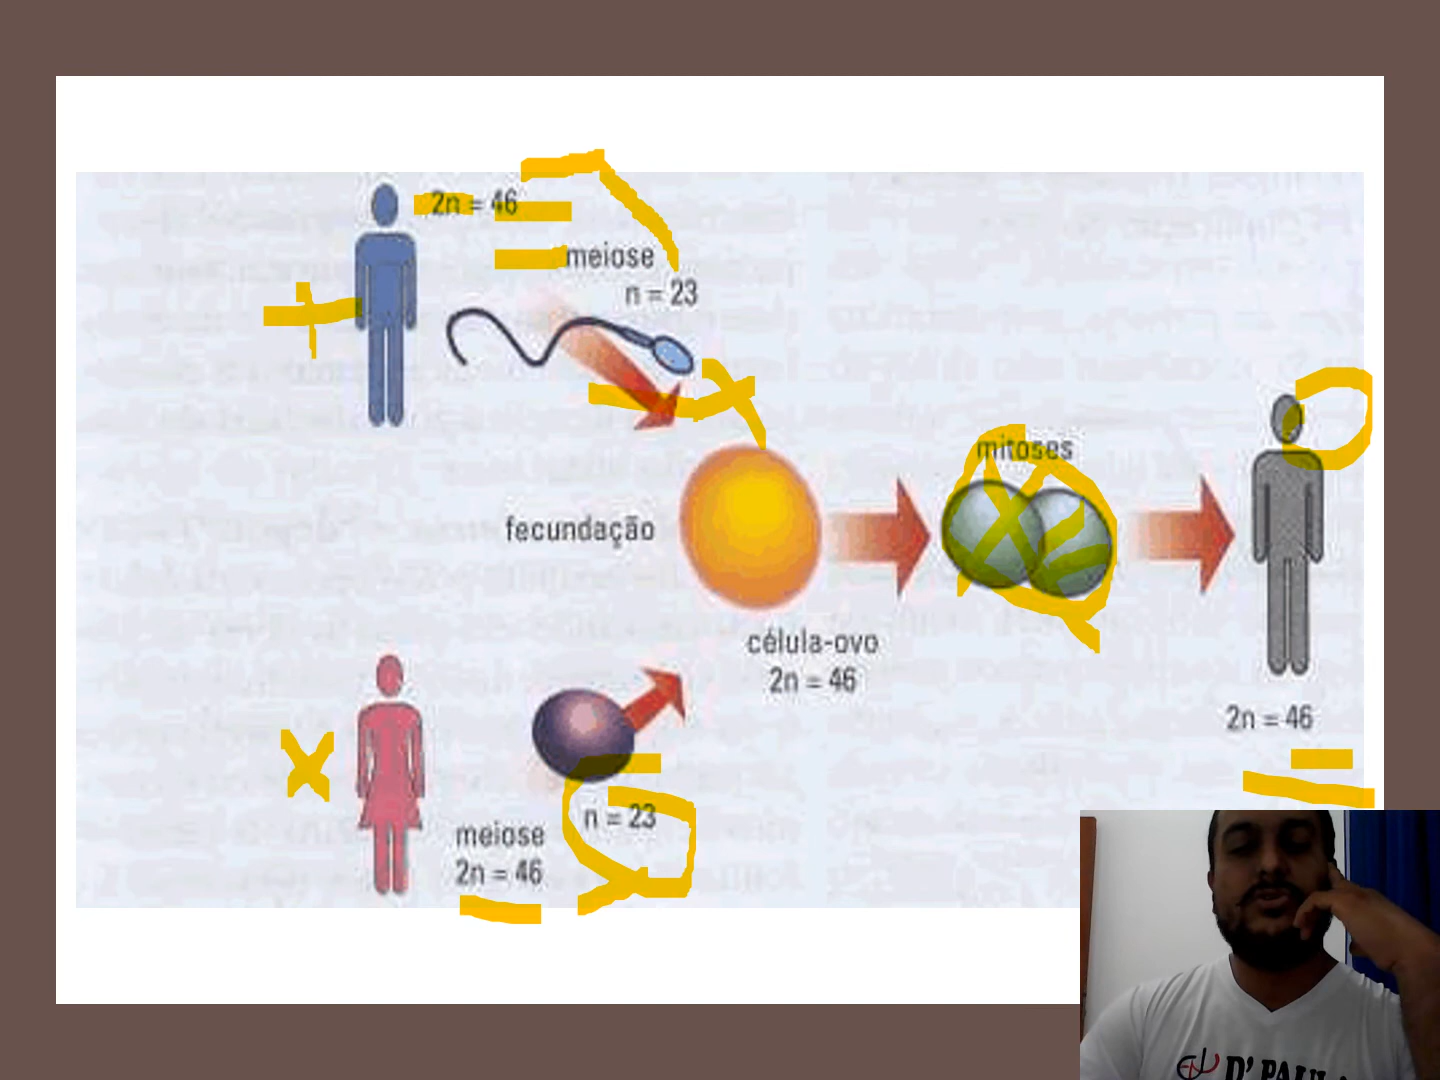 2n = 46
meiose
n = 23
mitoses
fecundação
célula-ovo
2n = 46
2n = 46
n = 23
meiose
2n = 46